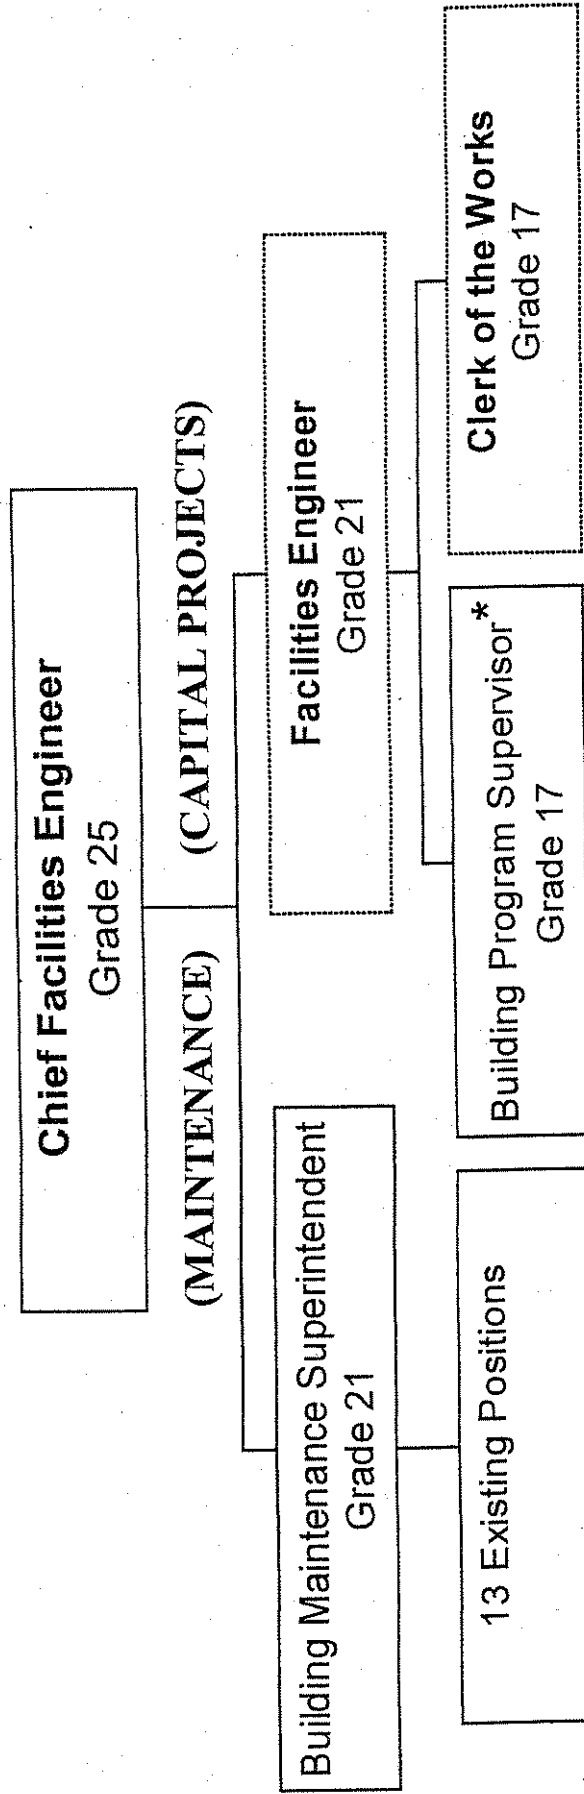 Chief Facilities Engineer
Grade 25
(MAINTENANCE)
(CAPITAL PROJECTS)
Building Maintenance Superintendent
Grade 21
Facilities Engineer
Grade 21
13 Existing Positions
Building Program Supervisor*
Grade 17
Clerk of the Works
Grade 17